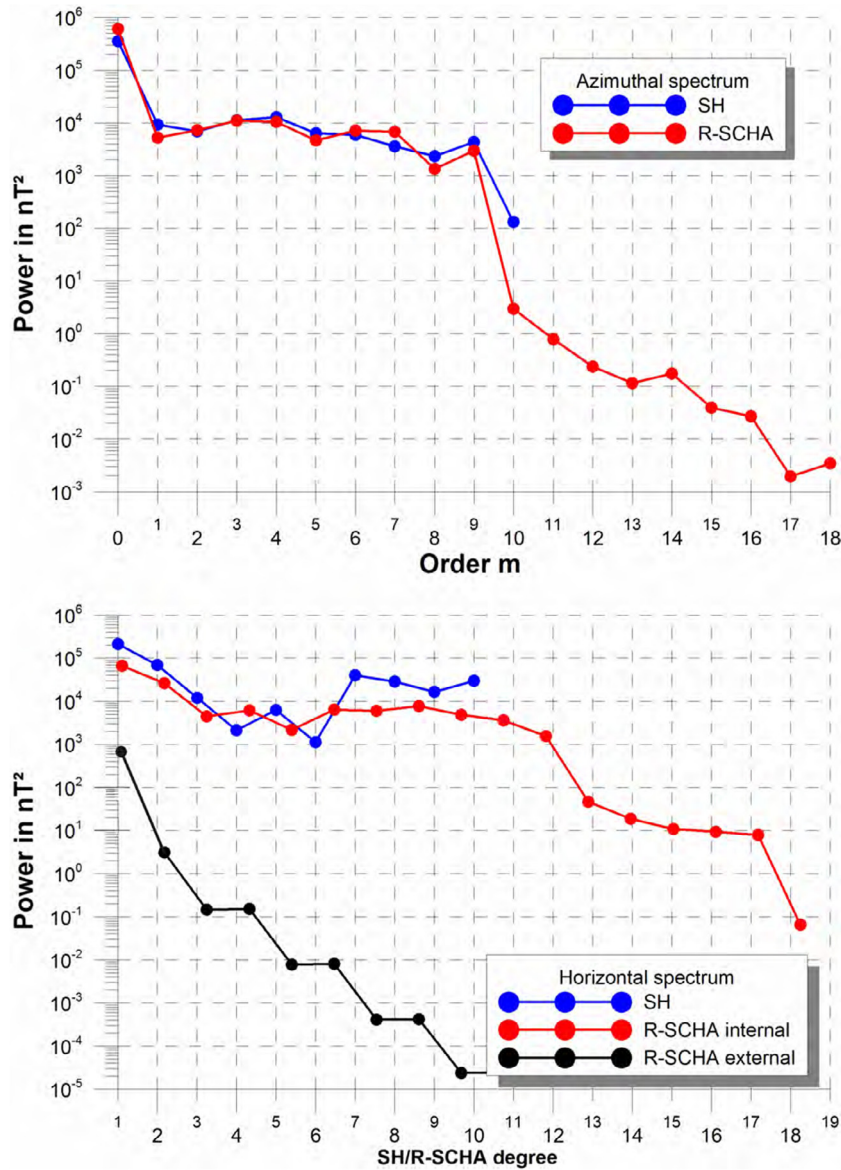 Power in nT²
10⁶
10⁵
10⁴
10³
10²
10¹
10⁰
10⁻¹
10⁻²
10⁻³
Azimuthal spectrum
SH
R-SCHA
1 3 5 7 9 11 13 15 17
0 2 4 6 8 10 12 14 16 18
Order m
Power in nT²
10⁶
10⁵
10⁴
10³
10²
10¹
10⁰
10⁻¹
10⁻²
10⁻³
10⁻⁴
10⁻⁵
Horizontal spectrum
SH
R-SCHA internal
R-SCHA external
1 3 5 7 9 11 13 15 17 19
2 4 6 8 10 12 14 16 18
SH/R-SCHA degree